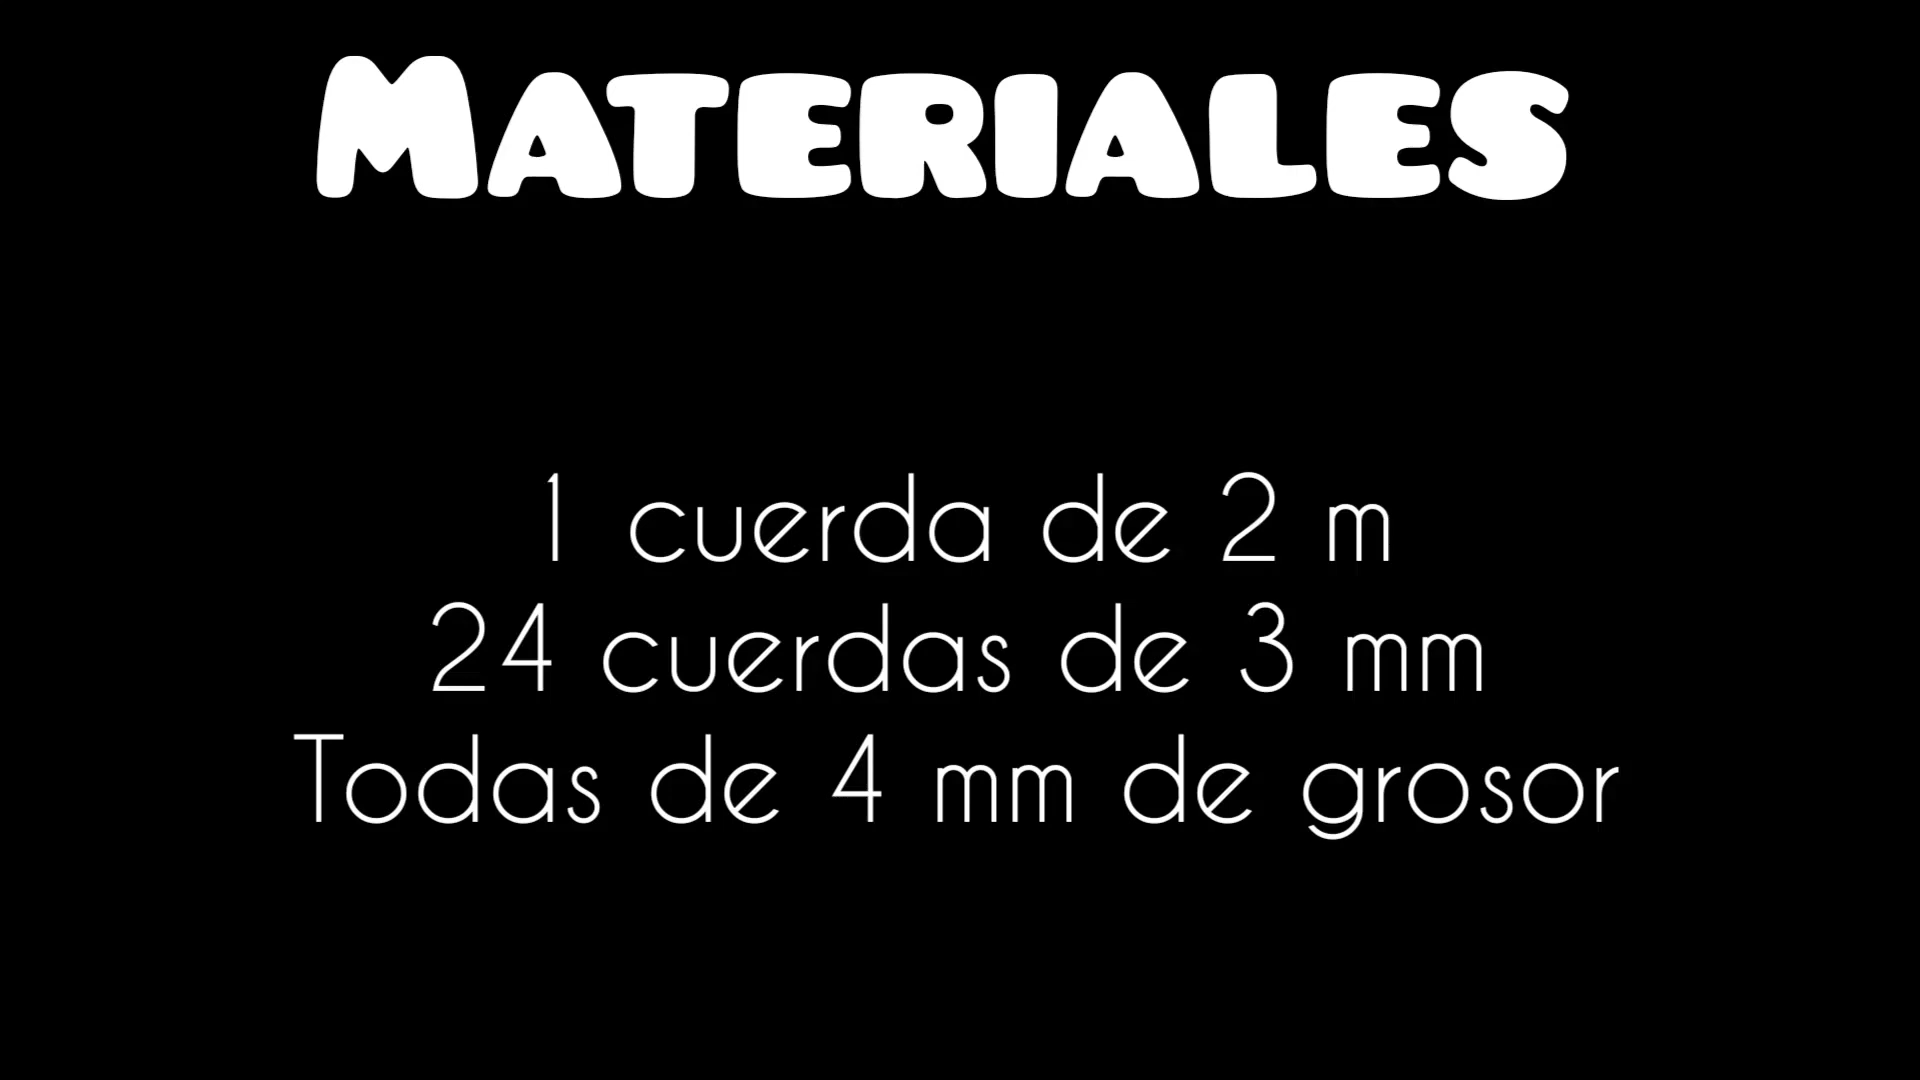 MATERIALES
1 cuerda de 2 m
24 cuerdas de 3 mm
Todas de 4 mm de grosor